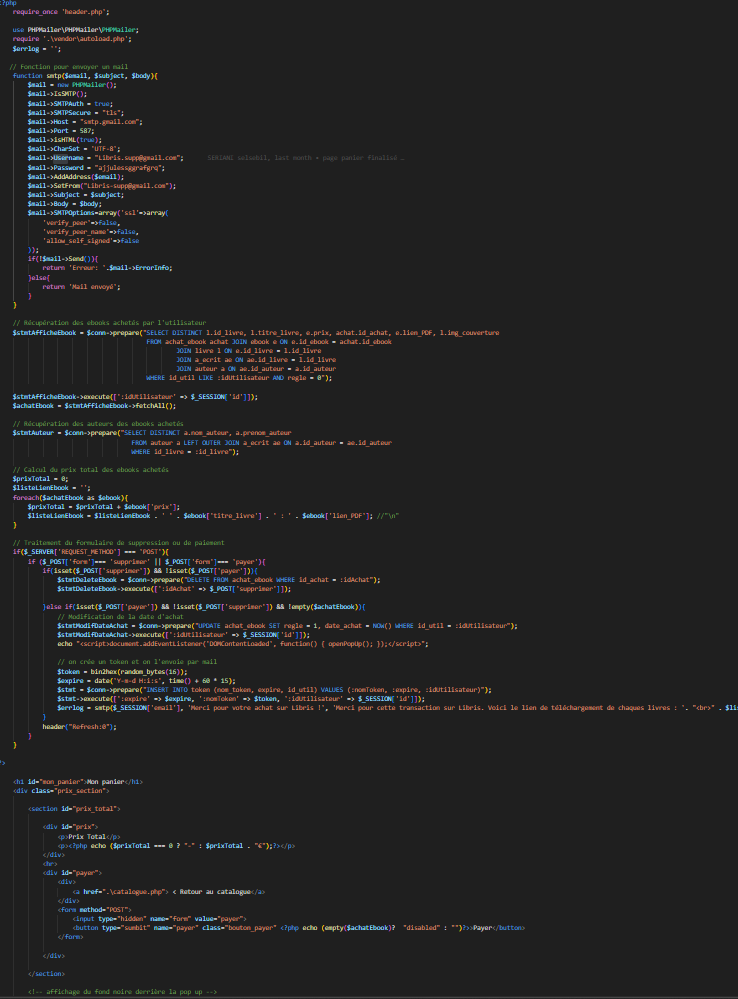 <?php
require_once 'header.php';
use PHPMailer\PHPMailer\PHPMailer;
require '.\vendor\autoload.php';
$errlog = '';
// Fonction pour envoyer un mail
function smtp($email, $subject, $body){
$mail = new PHPMailer();
$mail->IsSMTP();
$mail->SMTPAuth = true;
$mail->SMTPSecure = "tls";
$mail->Host = "smtp.gmail.com";
$mail->Port = 587;
$mail->isHTML(true);
$mail->CharSet = "UTF-8";
$mail->Username = "Libris.supp@gmail.com"; SERIANI selsebil, last month • page panier finalisé …
$mail->Password = "ajjulessggrafgrq";
$mail->AddAddress($email);
$mail->SetFrom("Libris-supp@gmail.com");
$mail->Subject = $subject;
$mail->Body = $body;
$mail->SMTPOptions=array('ssl'=>array(
'verify_peer'=>false,
'verify_peer_name'=>false,
'allow_self_signed'=>false
));
if(!$mail->Send()){
return 'Erreur: '.$mail->ErrorInfo;
}else{
return 'Mail envoyé';
}
}
// Récupération des ebooks achetés par l'utilisateur
$stmtAfficheEbook = $conn->prepare("SELECT DISTINCT l.id_livre, l.titre_livre, e.prix, achat.id_achat, e.lien_PDF, l.img_couverture
FROM achat_ebook achat JOIN ebook e ON e.id_ebook = achat.id_ebook
JOIN livre l ON e.id_livre = l.id_livre
JOIN a_ecrit ae ON ae.id_livre = l.id_livre
JOIN auteur a ON ae.id_auteur = a.id_auteur
WHERE id_util LIKE :idUtilisateur AND regle = 0");
$stmtAfficheEbook->execute([':idUtilisateur' => $_SESSION['id']]);
$achatEbook = $stmtAfficheEbook->fetchAll();
// Récupération des auteurs des ebooks achetés
$stmtAuteur = $conn->prepare("SELECT DISTINCT a.nom_auteur, a.prenom_auteur
FROM auteur a LEFT OUTER JOIN a_ecrit ae ON a.id_auteur = ae.id_auteur
WHERE id_livre = :id_livre");
// Calcul du prix total des ebooks achetés
$prixTotal = 0;
$listeLienEbook = '';
foreach($achatEbook as $ebook){
$prixTotal = $prixTotal + $ebook['prix'];
$listeLienEbook = $listeLienEbook . ' ' . $ebook['titre_livre'] . ' : ' . $ebook['lien_PDF']; //"\n"
}
// Traitement du formulaire de suppression ou de paiement
if($_SERVER['REQUEST_METHOD'] === 'POST'){
if ($_POST['form']=== 'supprimer' || $_POST['form']=== 'payer'){
if(isset($_POST['supprimer']) && !isset($_POST['payer'])){
$stmtDeleteEbook = $conn->prepare("DELETE FROM achat_ebook WHERE id_achat = :idAchat");
$stmtDeleteEbook->execute([':idAchat' => $_POST['supprimer']]);
}else if(isset($_POST['payer']) && !isset($_POST['supprimer']) && !empty($achatEbook)){
// Modification de la date d'achat
$stmtModifDateAchat = $conn->prepare("UPDATE achat_ebook SET regle = 1, date_achat = NOW() WHERE id_util = :idUtilisateur");
$stmtModifDateAchat->execute([':idUtilisateur' => $_SESSION['id']]);
echo "<script>document.addEventListener('DOMContentLoaded', function() { openPopUp(); });</script>";
// on crée un token et on l'envoie par mail
$token = bin2hex(random_bytes(16));
$expire = date('Y-m-d H:i:s', time() + 60 * 15);
$stmt = $conn->prepare("INSERT INTO token (nom_token, expire, id_util) VALUES (:nomToken, :expire, :idUtilisateur)");
$stmt->execute([':expire' => $expire, ':nomToken' => $token, ':idUtilisateur' => $_SESSION['id']]);
$errlog = smtp($_SESSION['email'], 'Merci pour votre achat sur Libris !', 'Merci pour cette transaction sur Libris. Voici le lien de téléchargement de chaques livres : '. "<br>" . $lis
}
header("Refresh:0");
}
}
?>
<h1 id="mon_panier">Mon panier</h1>
<div class="prix_section">
<section id="prix_total">
<div id="prix">
<p>Prix Total</p>
<p><?php echo ($prixTotal === 0 ? "-" : $prixTotal . "€");?></p>
</div>
<hr>
<div id="payer">
<div>
<a href=".\catalogue.php"> < Retour au catalogue</a>
</div>
<form method="POST">
<input type="hidden" name="form" value="payer">
<button type="sumbit" name="payer" class="bouton_payer" <?php echo (empty($achatEbook)? "disabled" : "")?>>Payer</button>
</form>
</div>
</section>
<!-- affichage du fond noire derrière la pop up -->